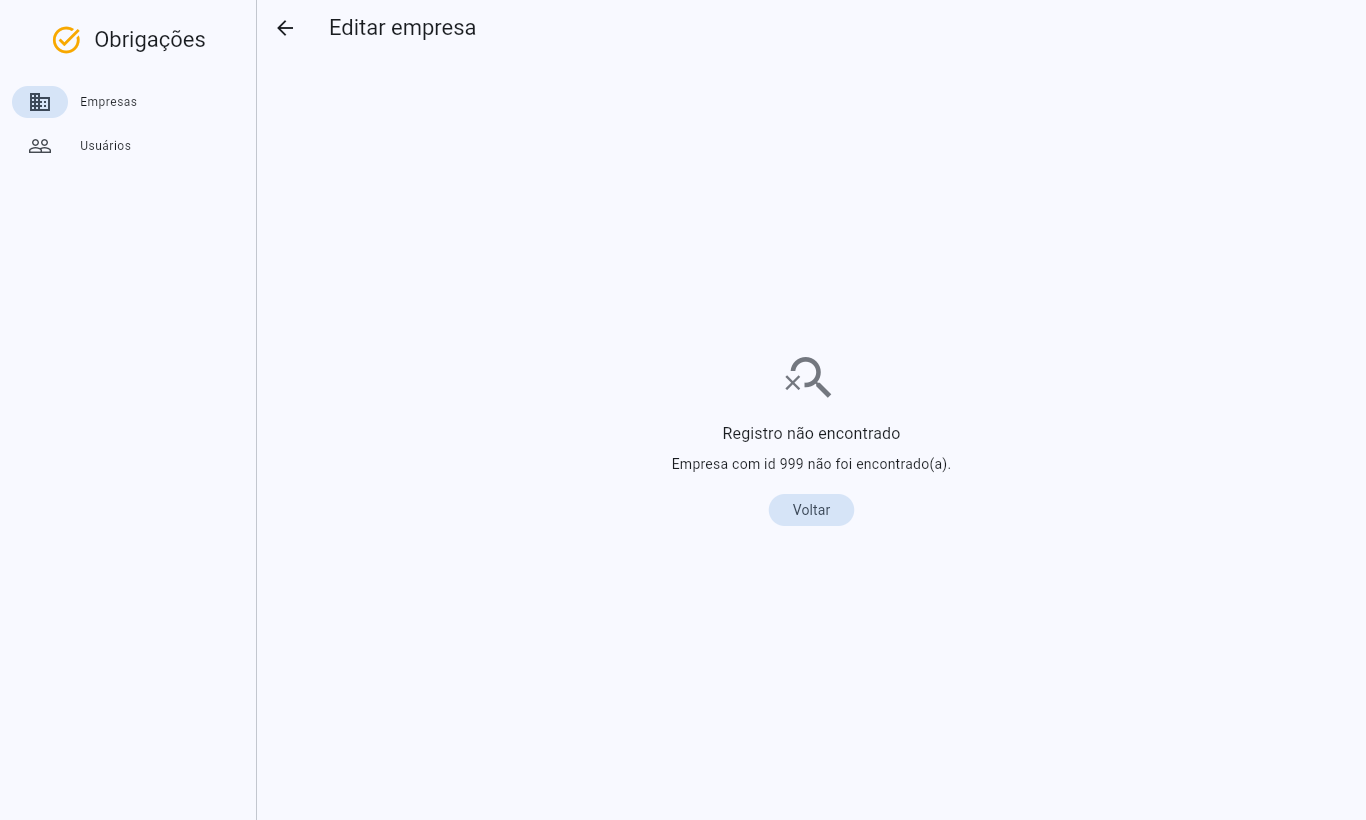 Obrigações
Empresas
Usuários
Editar empresa
Registro não encontrado
Empresa com id 999 não foi encontrado(a).
Voltar